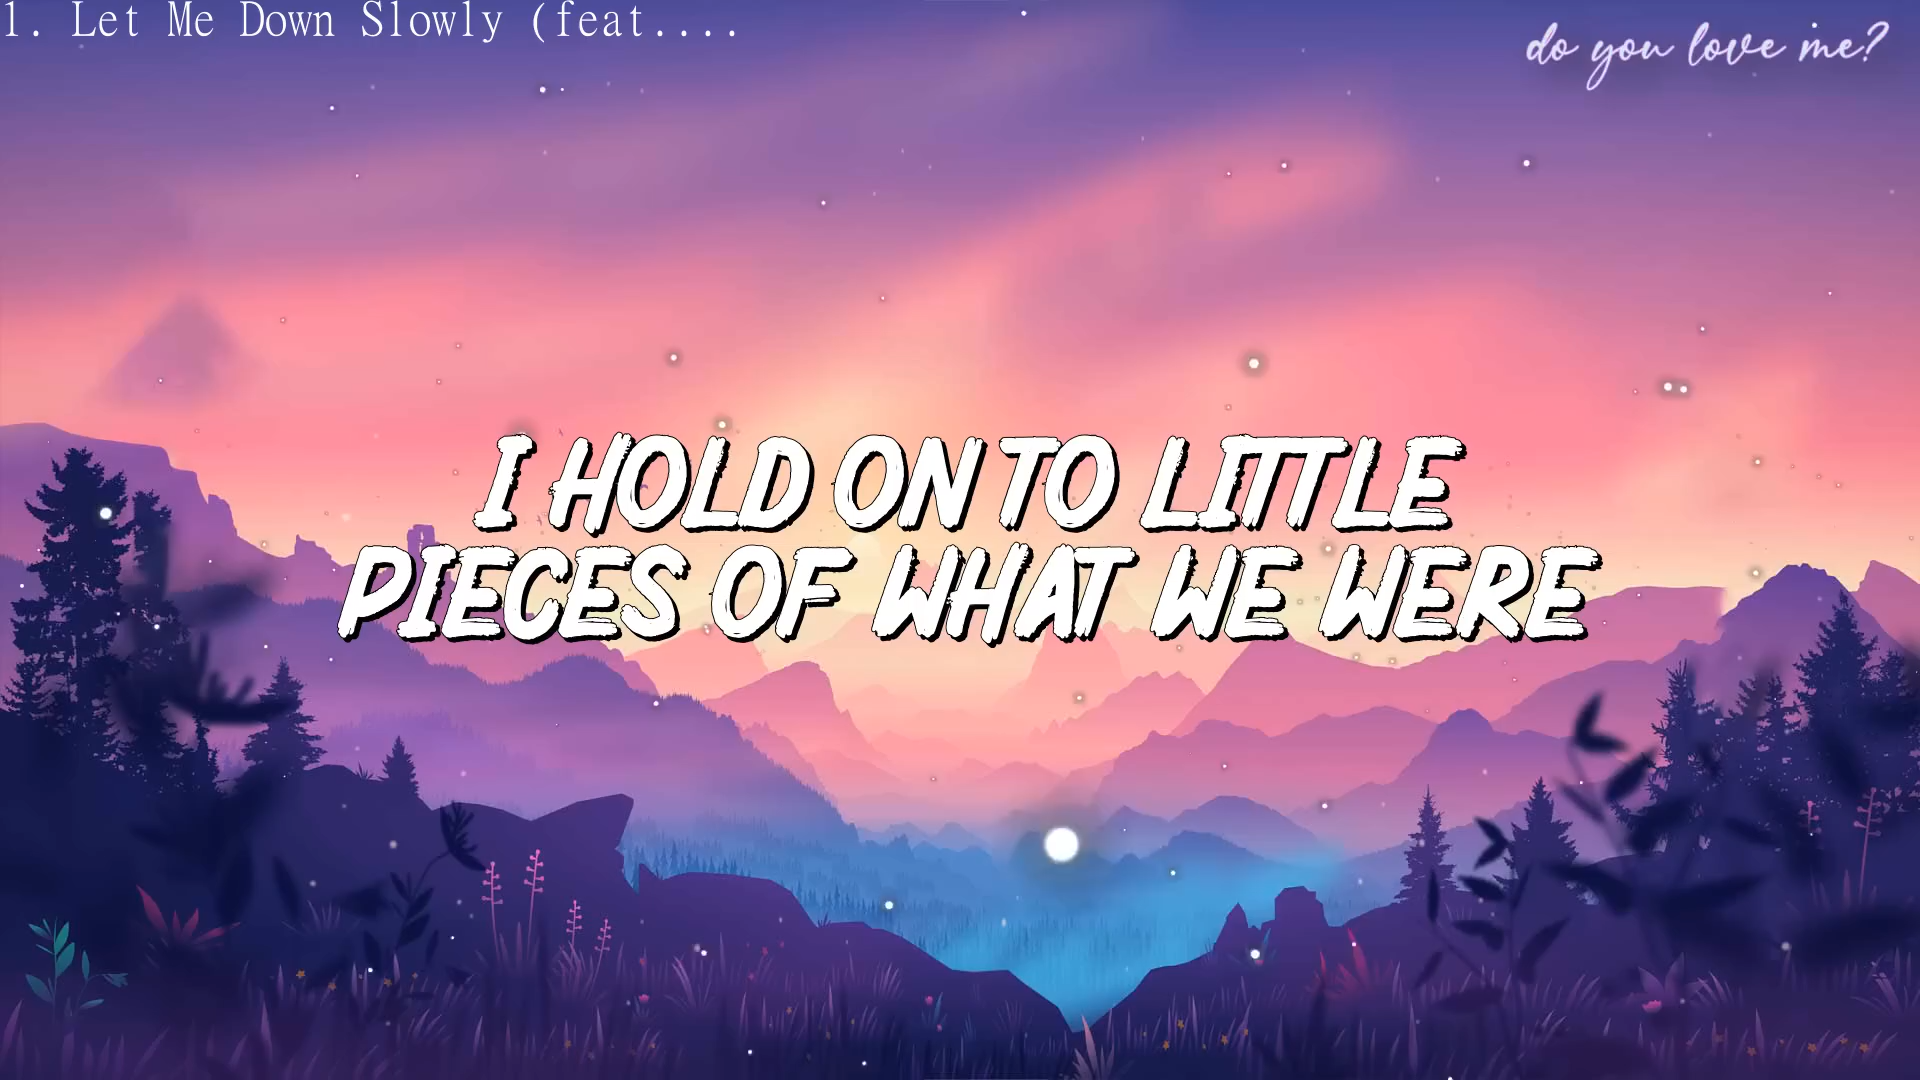 1. Let Me Down Slowly (feat....
do you love me?
I HOLD ON TO LITTLE
PIECES OF WHAT WE WERE